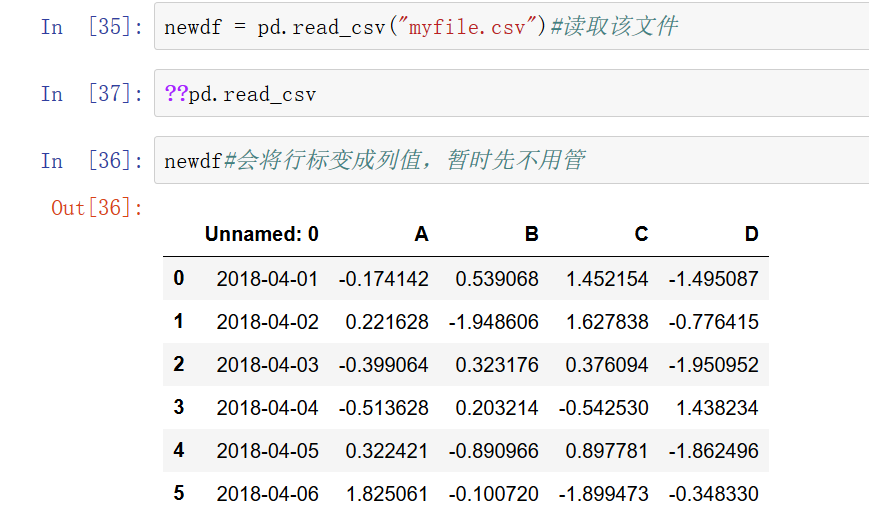 In [35]: newdf = pd.read_csv("myfile.csv")#读取该文件
In [37]: ??pd.read_csv
In [36]: newdf#会将行标变成列值，暂时先不用管
Out[36]:
Unnamed: 0 A B C D
0 2018-04-01 -0.174142 0.539068 1.452154 -1.495087
1 2018-04-02 0.221628 -1.948606 1.627838 -0.776415
2 2018-04-03 -0.399064 0.323176 0.376094 -1.950952
3 2018-04-04 -0.513628 0.203214 -0.542530 1.438234
4 2018-04-05 0.322421 -0.890966 0.897781 -1.862496
5 2018-04-06 1.825061 -0.100720 -1.899473 -0.348330